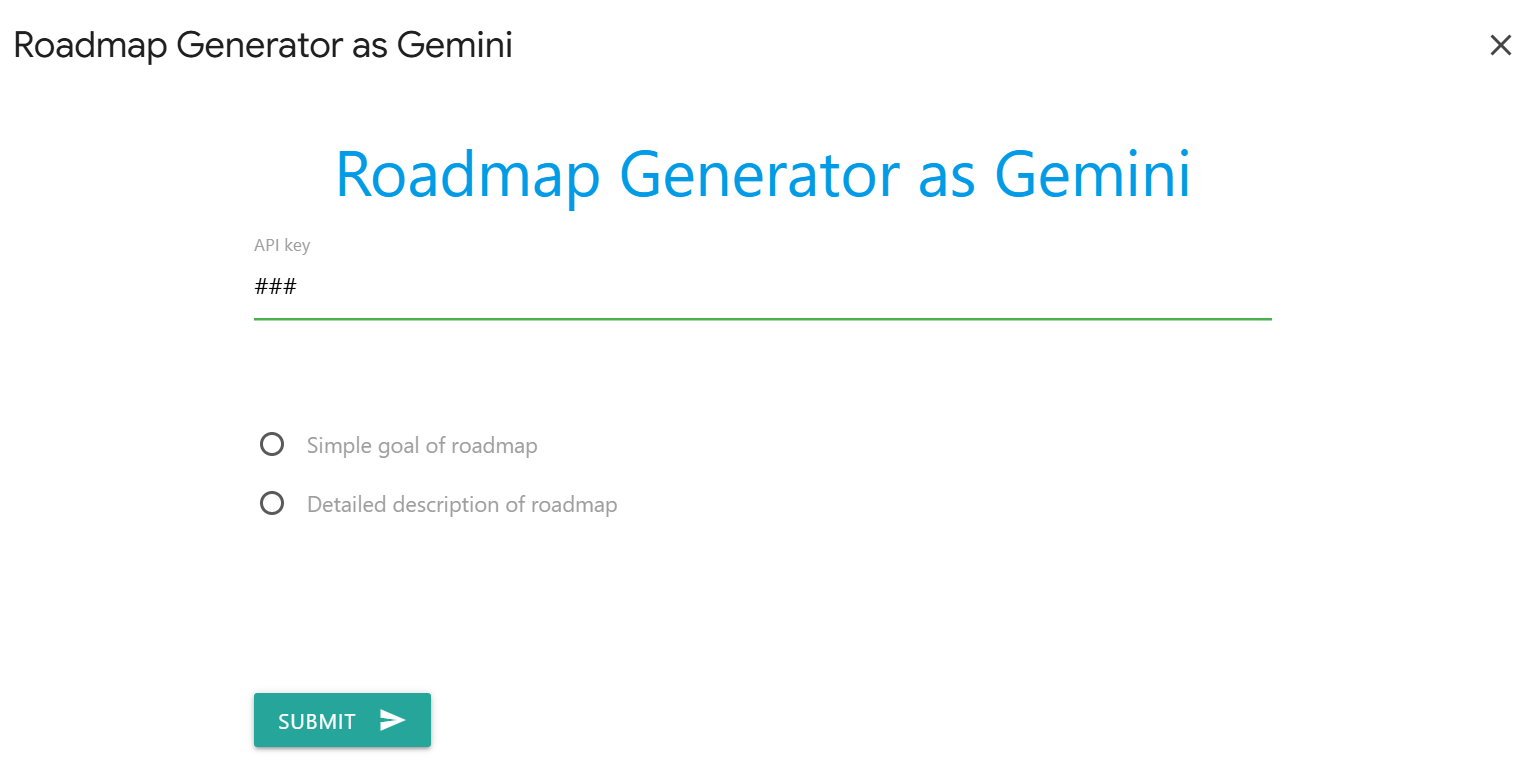 Roadmap Generator as Gemini
Roadmap Generator as Gemini
API key
###
Simple goal of roadmap
Detailed description of roadmap
SUBMIT